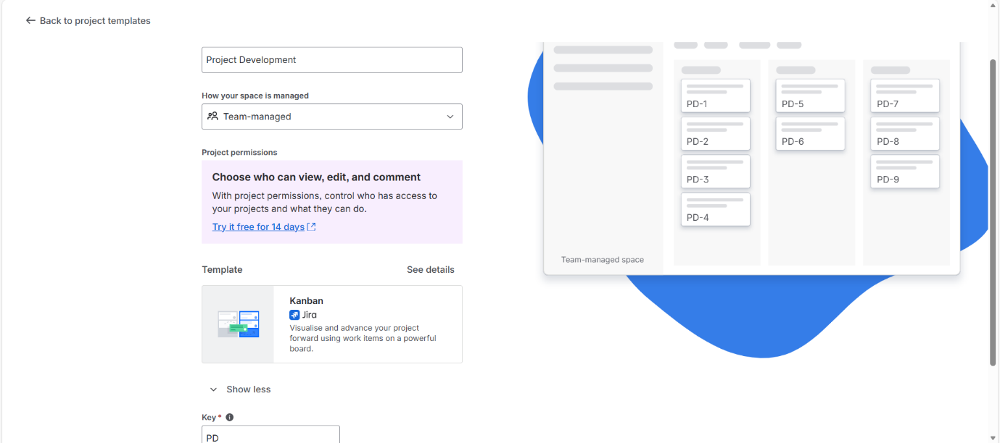 Back to project templates
Project Development
How your space is managed
Team-managed
Project permissions
Choose who can view, edit, and comment
With project permissions, control who has access to
your projects and what they can do.
Try it free for 14 days
Template
See details
Kanban
Jira
Visualise and advance your project
forward using work items on a powerful
board.
Show less
Key *
PD
PD-1
PD-2
PD-3
PD-4
PD-5
PD-6
PD-7
PD-8
PD-9
Team-managed space